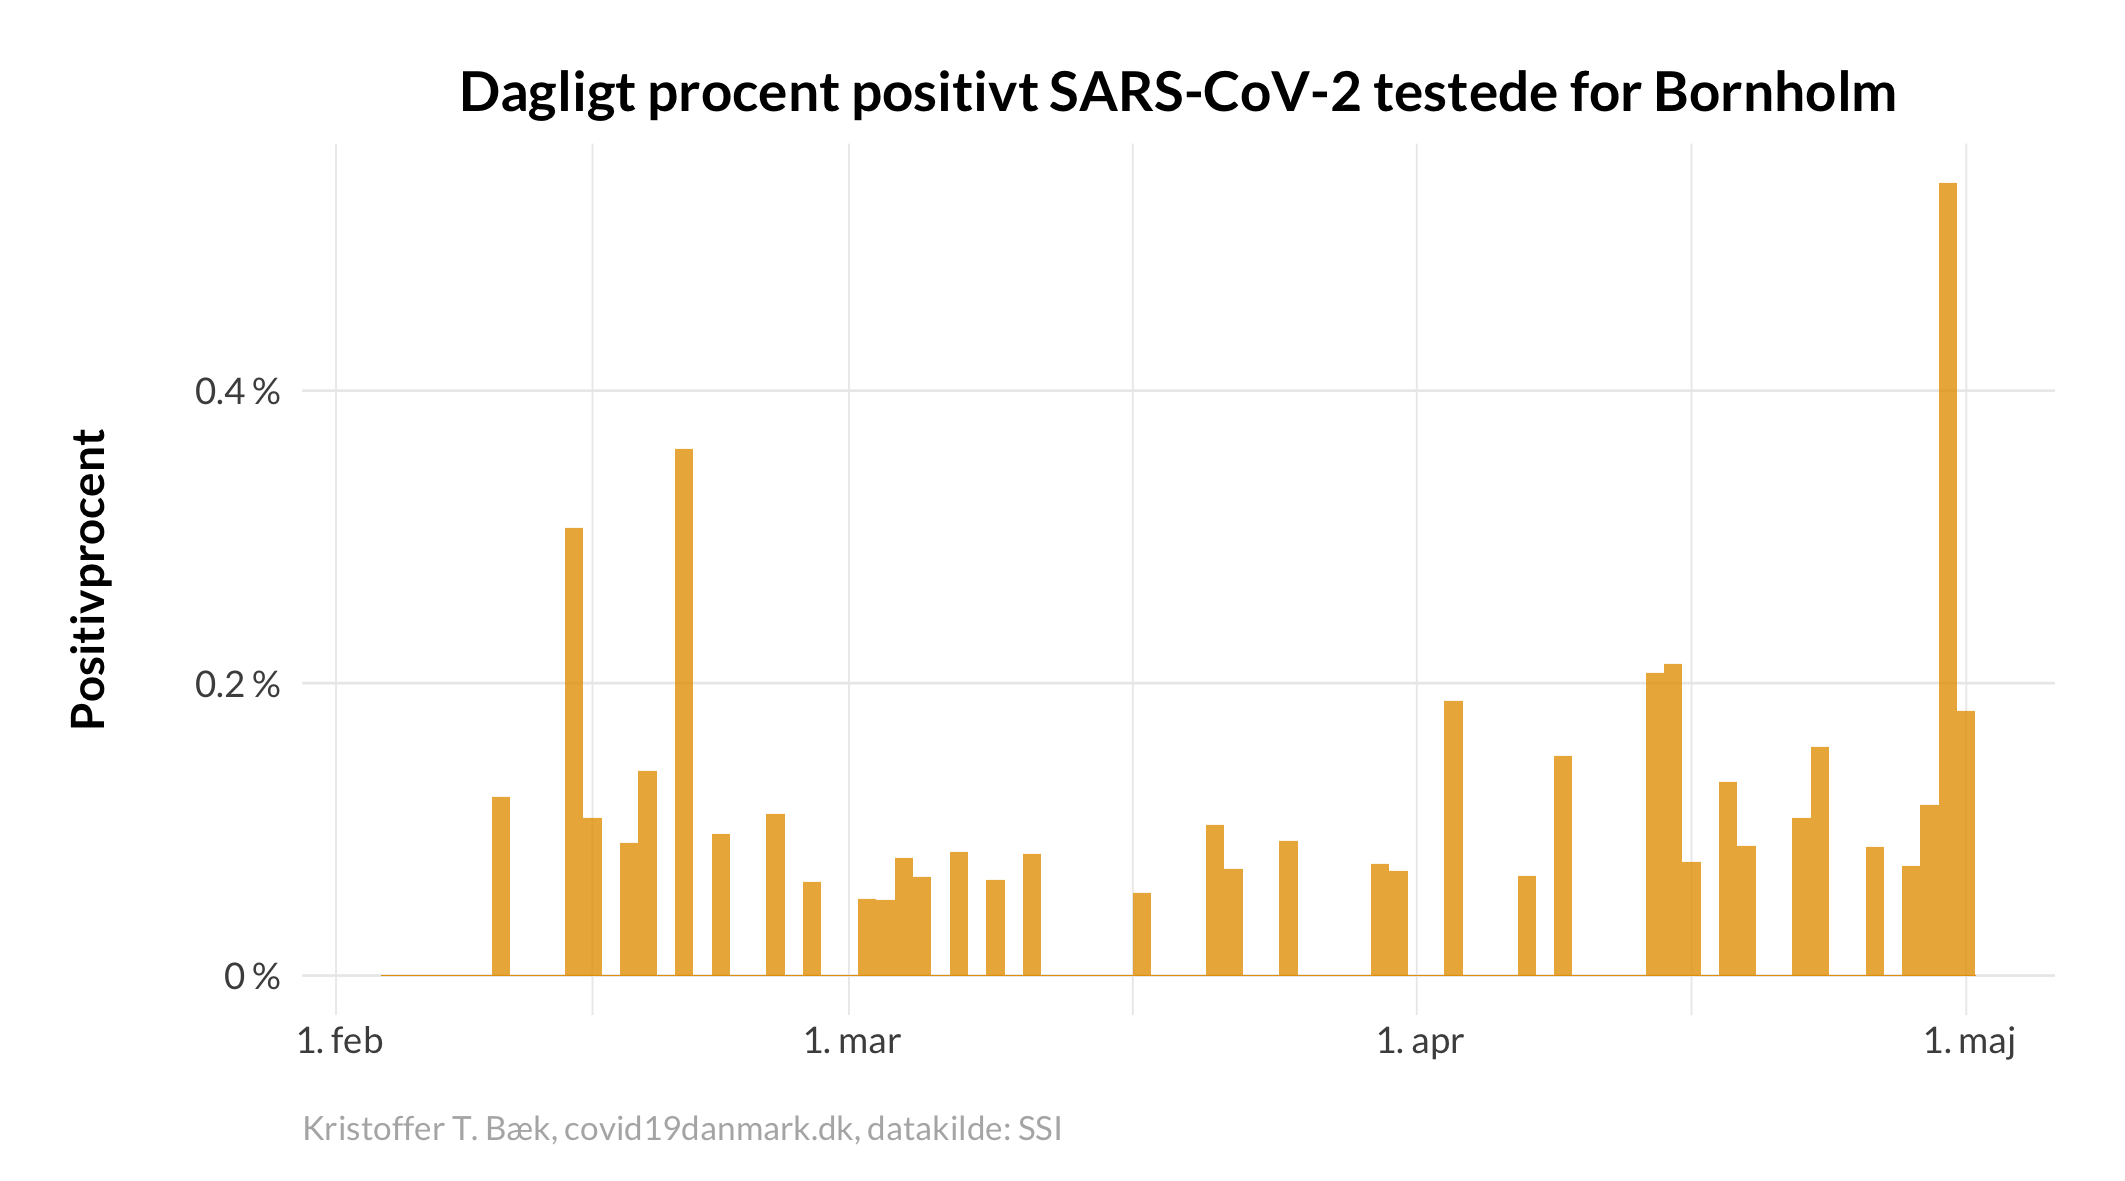 Dagligt procent positivt SARS-CoV-2 testede for Bornholm
Positivprocent
0.4 %
0.2 %
0 %
1. feb
1. mar
1. apr
1. maj
Kristoffer T. Bæk, covid19danmark.dk, datakilde: SSI